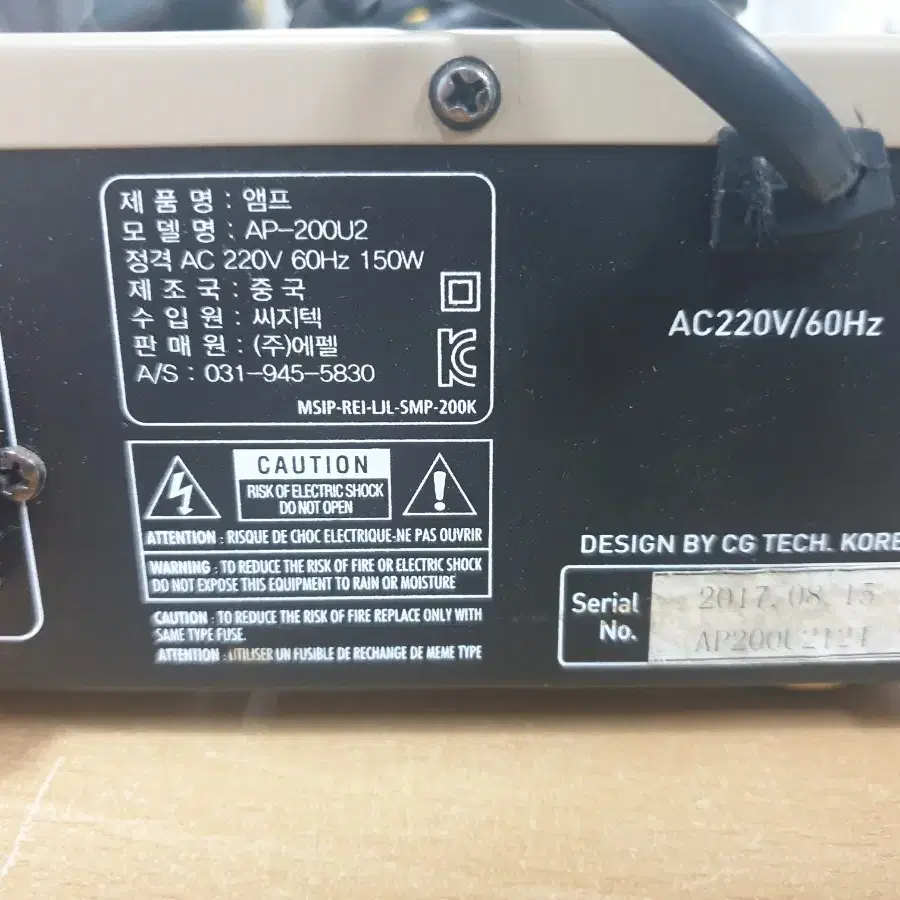 제 품 명 : 앰프
모 델 명 : AP-200U2
정격 AC 220V 60Hz 150W
제 조 국 : 중 국
수 입 원 : 씨지텍
판 매 원 : (주)에펠
A/S : 031-945-5830
MSIP-REI-LJL-SMP-200K
AC220V/60Hz
CAUTION
RISK OF ELECTRIC SHOCK
DO NOT OPEN
ATTENTION : RISQUE DE CHOC ELECTRIQUE-NE PAS OUVRIR
WARNING : TO REDUCE THE RISK OF FIRE OR ELECTRIC SHOCK
DO NOT EXPOSE THIS EQUIPMENT TO RAIN OR MOISTURE
CAUTION : TO REDUCE THE RISK OF FIRE REPLACE ONLY WITH
SAME TYPE FUSE.
ATTENTION : UTILISER UN FUSIBLE DE RECHANGE DE MEME TYPE
DESIGN BY CG TECH. KORE
Serial
No.
2017.08.15